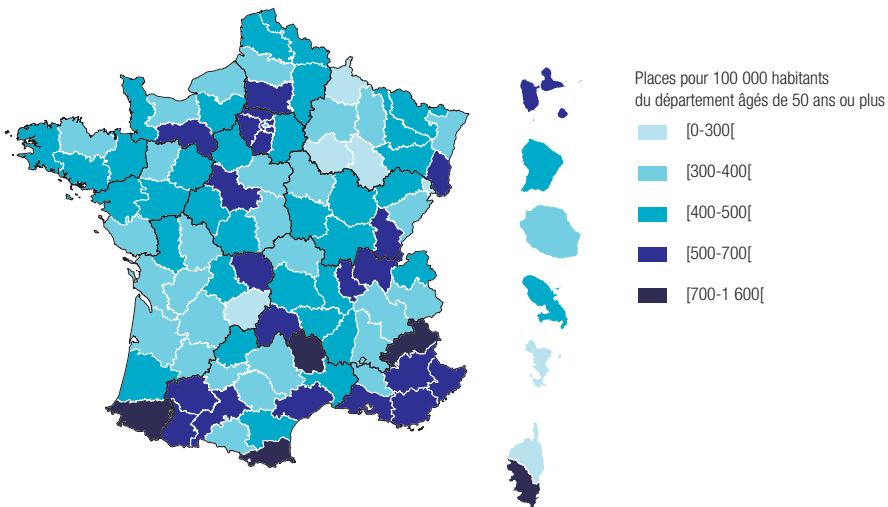 Places pour 100 000 habitants
du département âgés de 50 ans ou plus
[0-300[
[300-400[
[400-500[
[500-700[
[700-1 600[